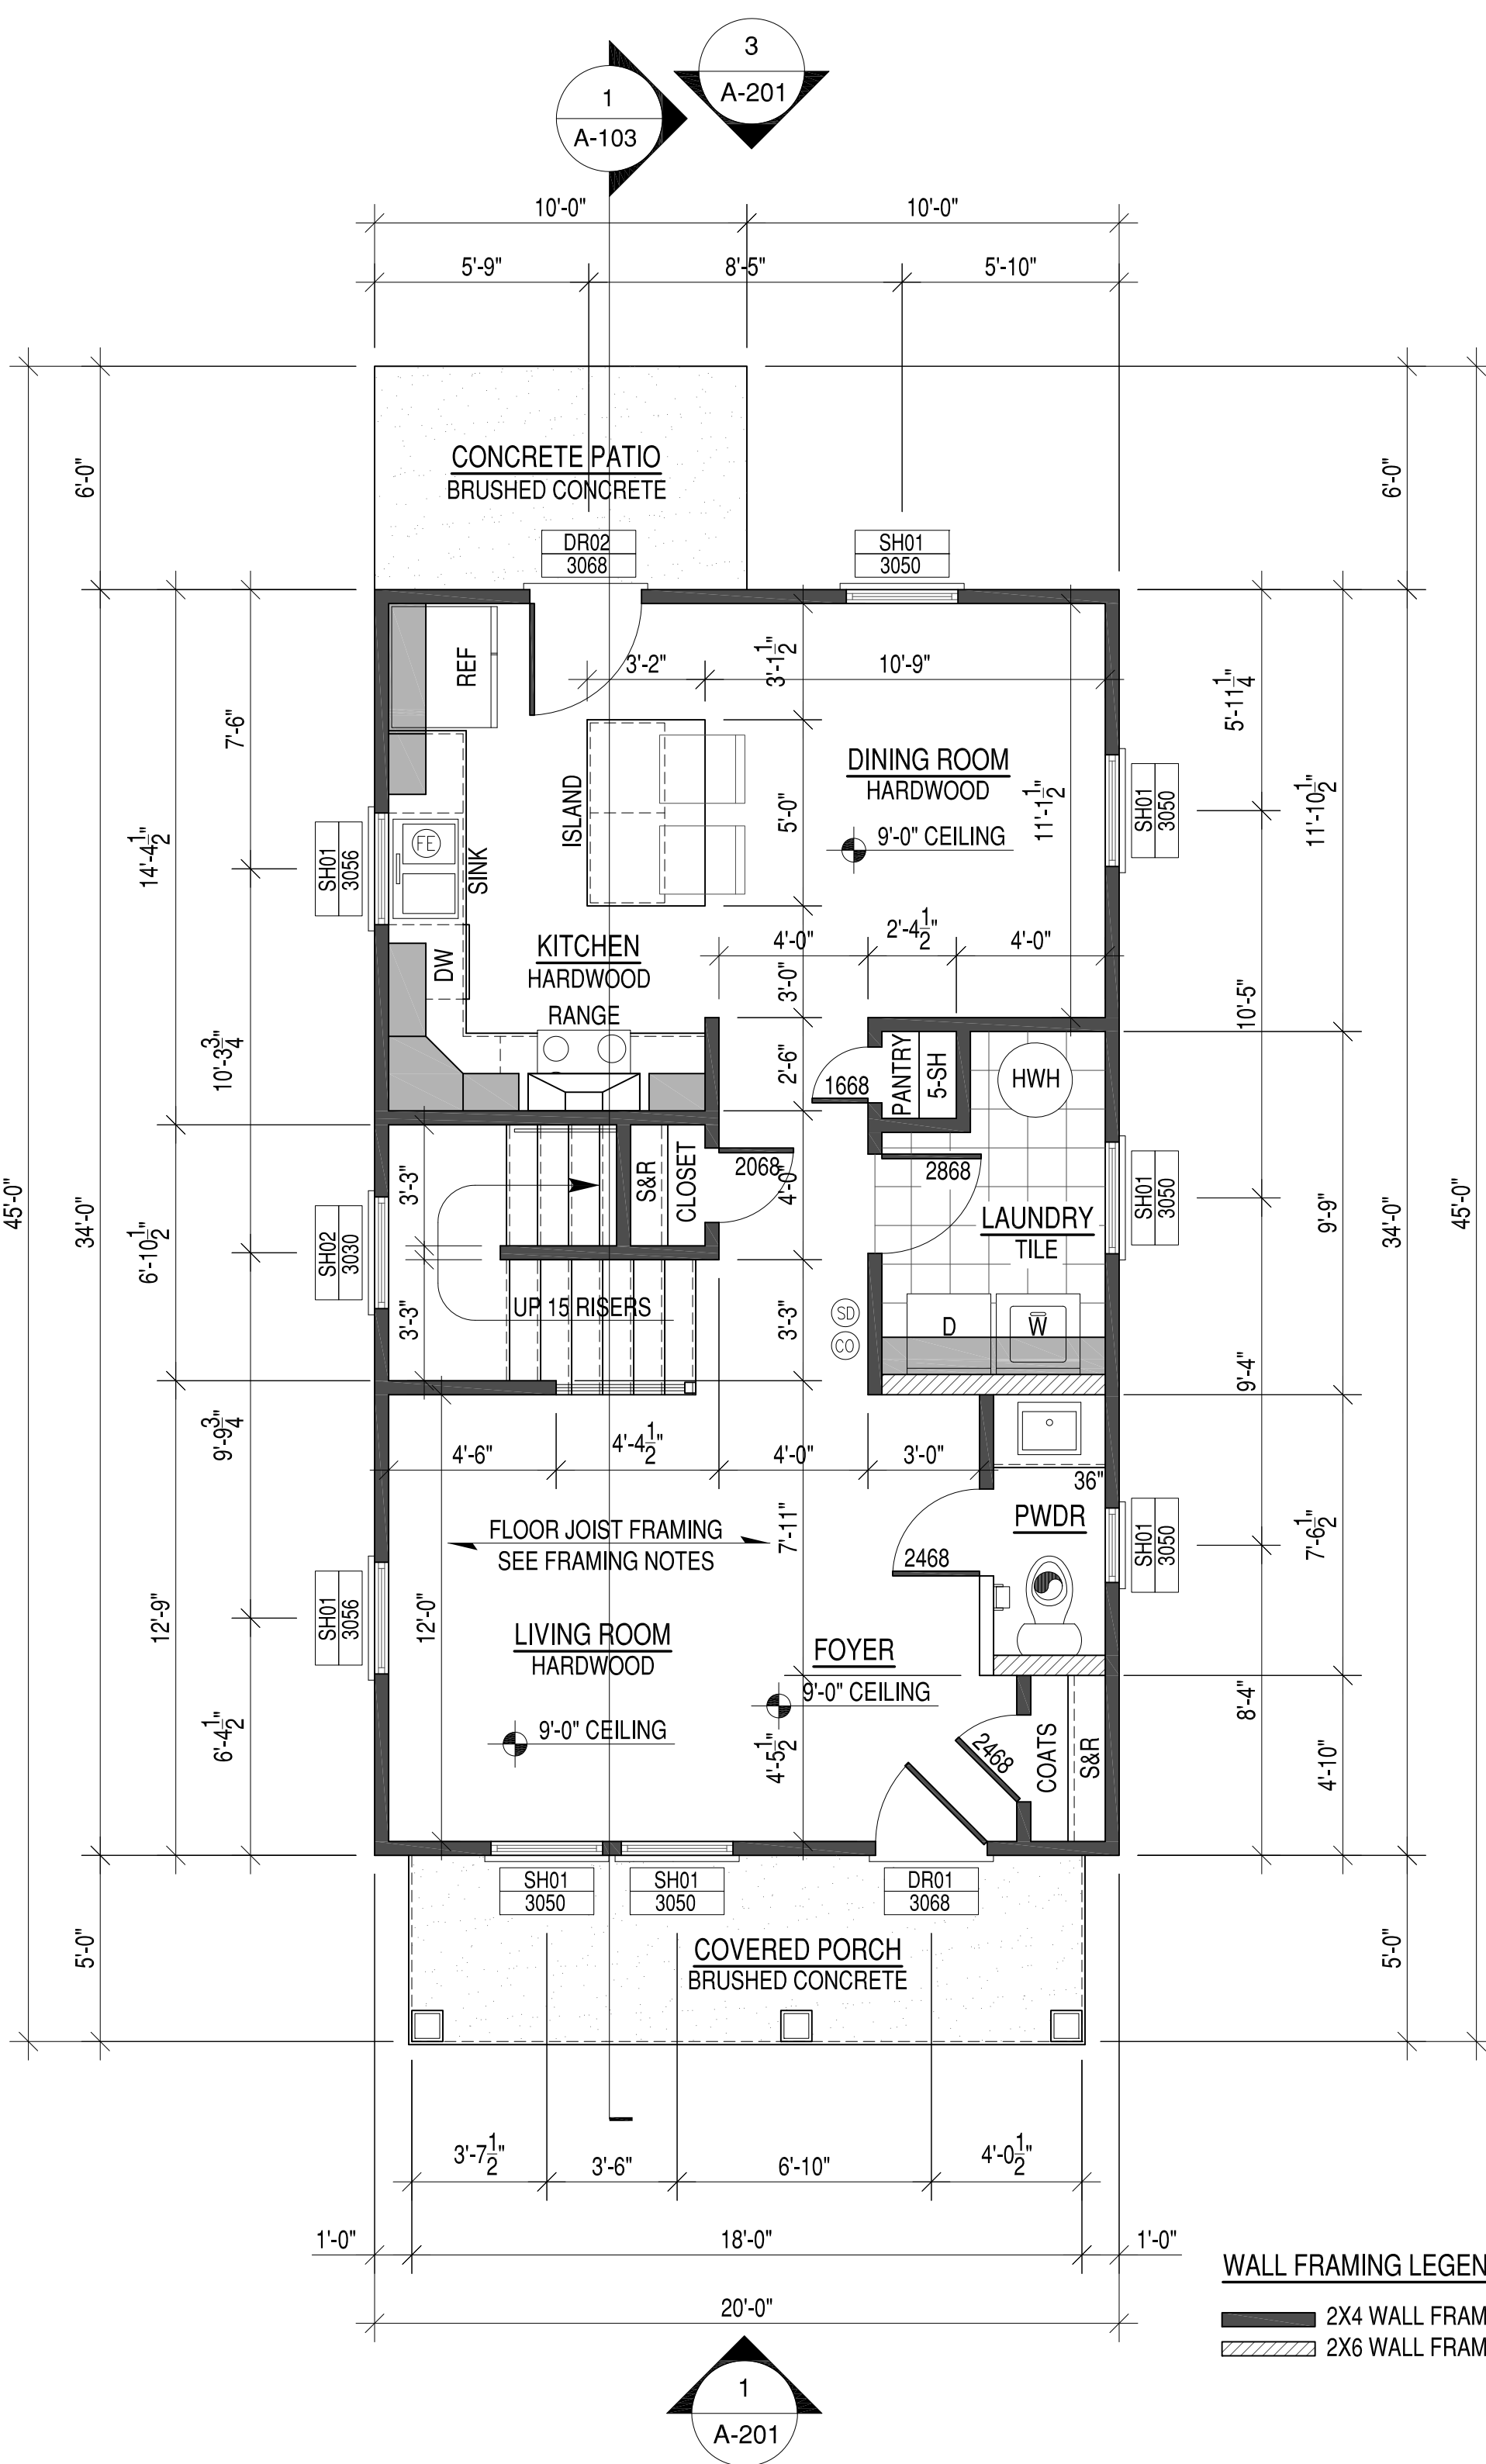 3
A-201
1
A-103
10'-0" 10'-0"
5'-9" 8'-5" 5'-10"
CONCRETE PATIO
BRUSHED CONCRETE
6'-0" 6'-0"
DR02
3068
SH01
3050
REF
3'-2"
3'-1 1/2"
10'-9"
7'-6"
5'-11 1/4"
DINING ROOM
HARDWOOD
9'-0" CEILING
ISLAND
5'-0"
11'-1 1/2"
SH01
3050
11'-10 1/2"
14'-4 1/2"
SH01
3056
FE
SINK
DW
KITCHEN
HARDWOOD
RANGE
4'-0" 2'-4 1/2" 4'-0"
3'-0"
10'-5"
10'-3 3/4"
2'-6"
1668
PANTRY
5-SH
HWH
3'-3"
S&R
CLOSET
2068
4'-0"
2868
LAUNDRY
TILE
SH01
3050
9'-9"
45'-0"
34'-0"
6'-10 1/2"
SH02
3030
34'-0"
45'-0"
UP 15 RISERS
3'-3"
3'-3"
SD
CO
D
W
9'-4"
9'-9 3/4"
4'-6" 4'-4 1/2" 4'-0" 3'-0"
36"
PWDR
FLOOR JOIST FRAMING
SEE FRAMING NOTES
7'-11"
2468
SH01
3050
7'-6 1/2"
12'-9"
SH01
3056
12'-0"
LIVING ROOM
HARDWOOD
9'-0" CEILING
FOYER
9'-0" CEILING
6'-4 1/2"
4'-5 1/2"
2468
COATS
S&R
8'-4"
4'-10"
SH01
3050
SH01
3050
DR01
3068
5'-0" 5'-0"
COVERED PORCH
BRUSHED CONCRETE
3'-7 1/2" 3'-6" 6'-10" 4'-0 1/2"
1'-0" 18'-0" 1'-0"
20'-0"
WALL FRAMING LEGEN
2X4 WALL FRAM
2X6 WALL FRAM
1
A-201